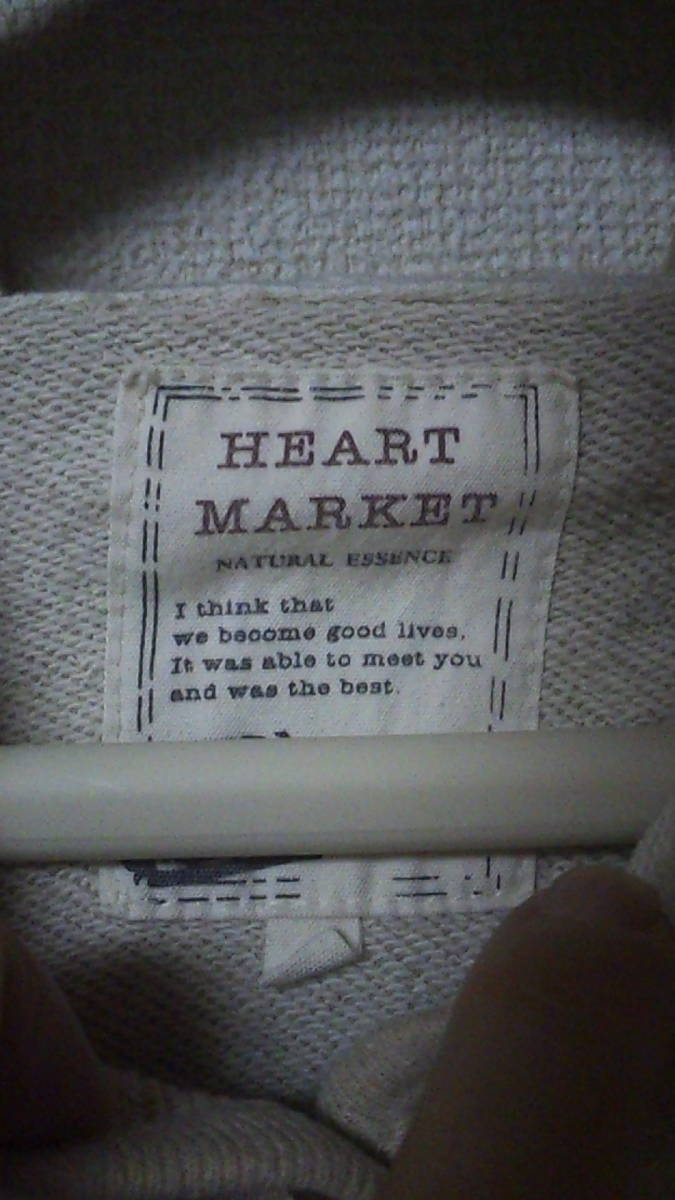 HEART
MARKET
NATURAL ESSENCE
I think that
we become good lives,
It was able to meet you
and was the best.